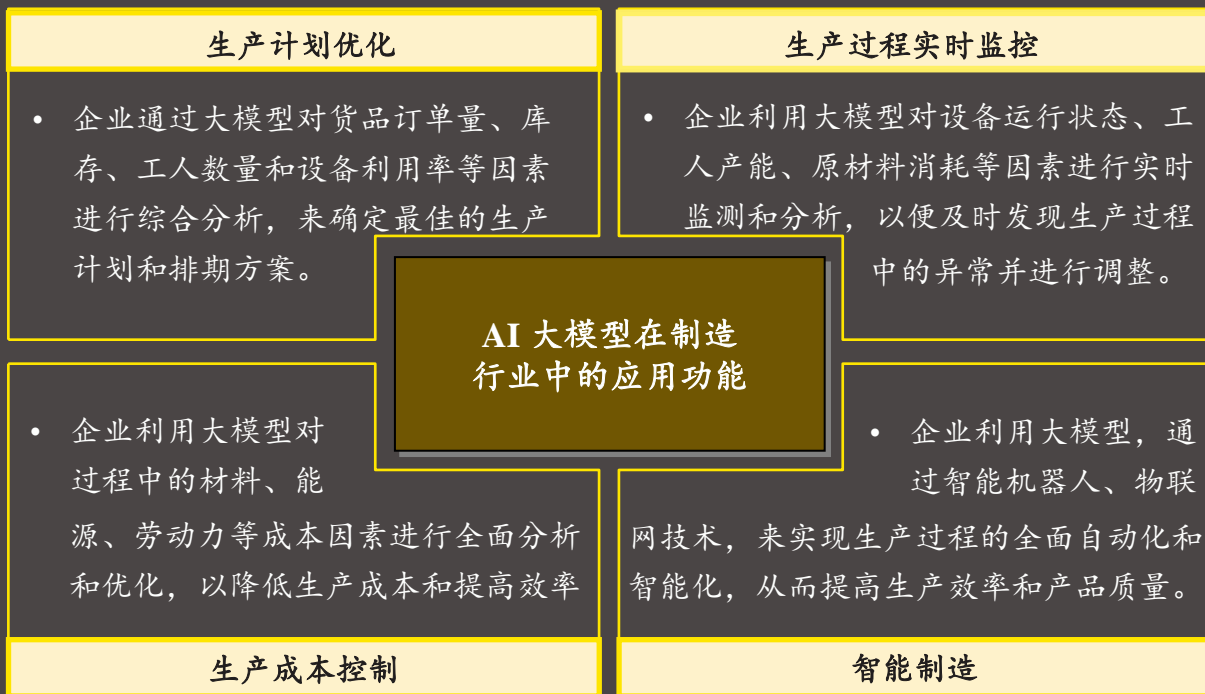 生产计划优化
• 企业通过大模型对货品订单量、库
存、工人数量和设备利用率等因素
进行综合分析，来确定最佳的生产
计划和排期方案。
生产过程实时监控
• 企业利用大模型对设备运行状态、工
人产能、原材料消耗等因素进行实时
监测和分析，以便及时发现生产过程
中的异常并进行调整。
AI 大模型在制造
行业中的应用功能
• 企业利用大模型对
过程中的材料、能
源、劳动力等成本因素进行全面分析
和优化，以降低生产成本和提高效率
生产成本控制
• 企业利用大模型，通
过智能机器人、物联
网技术，来实现生产过程的全面自动化和
智能化，从而提高生产效率和产品质量。
智能制造